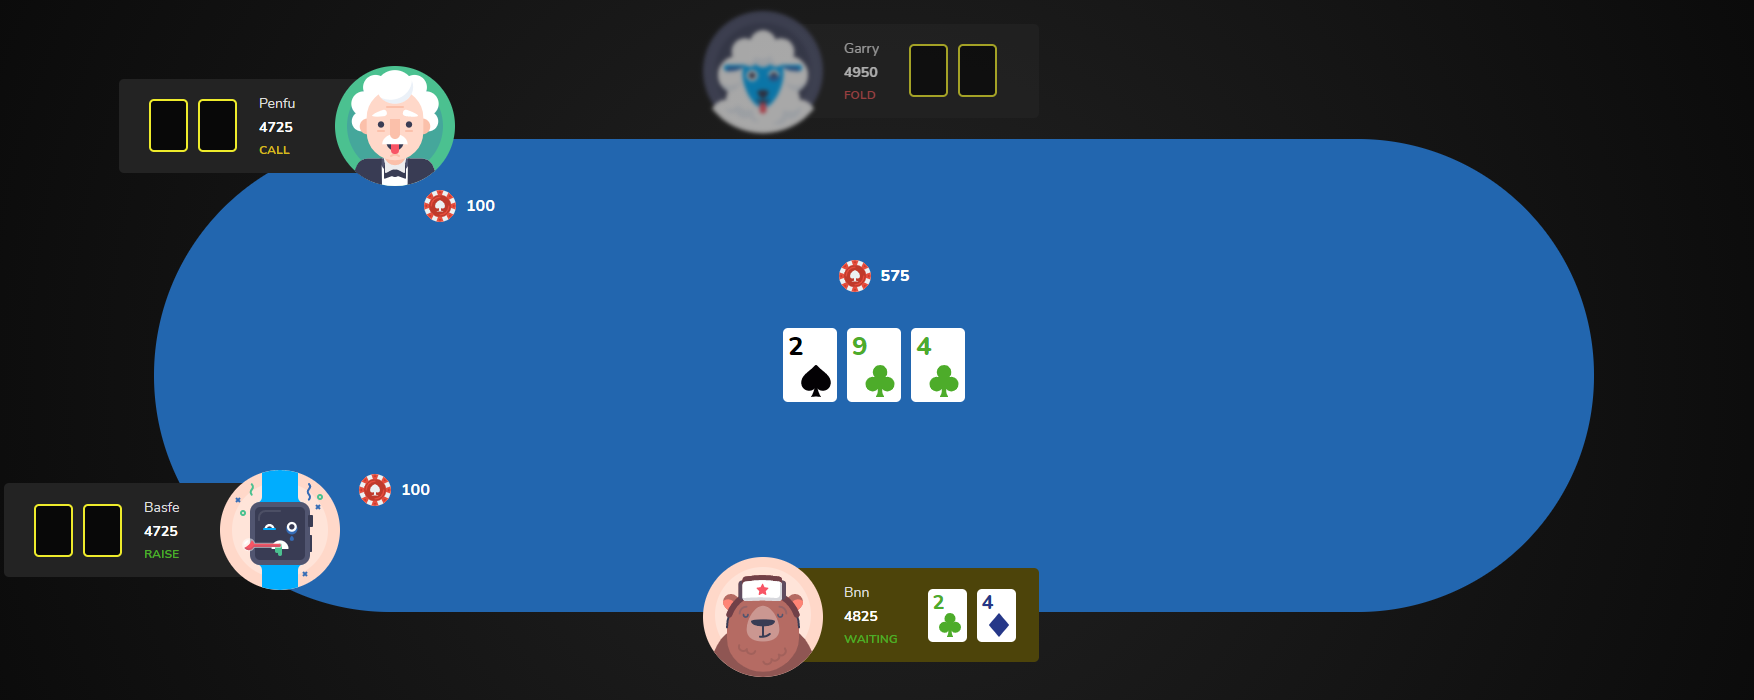 Garry
4950
FOLD
Penfu
4725
CALL
100
575
2
9
4
100
Basfe
4725
RAISE
Bnn
4825
WAITING
2
4